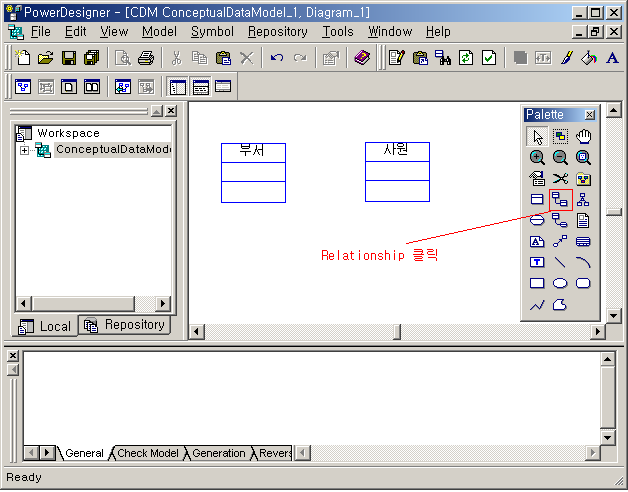 PowerDesigner - [CDM ConceptualDataModel_1, Diagram_1]
File Edit View Model Symbol Repository Tools Window Help
Workspace
ConceptualDataMode
부서
사원
Palette
Relationship 클릭
Local
Repository
General
Check Model
Generation
Revers
Ready